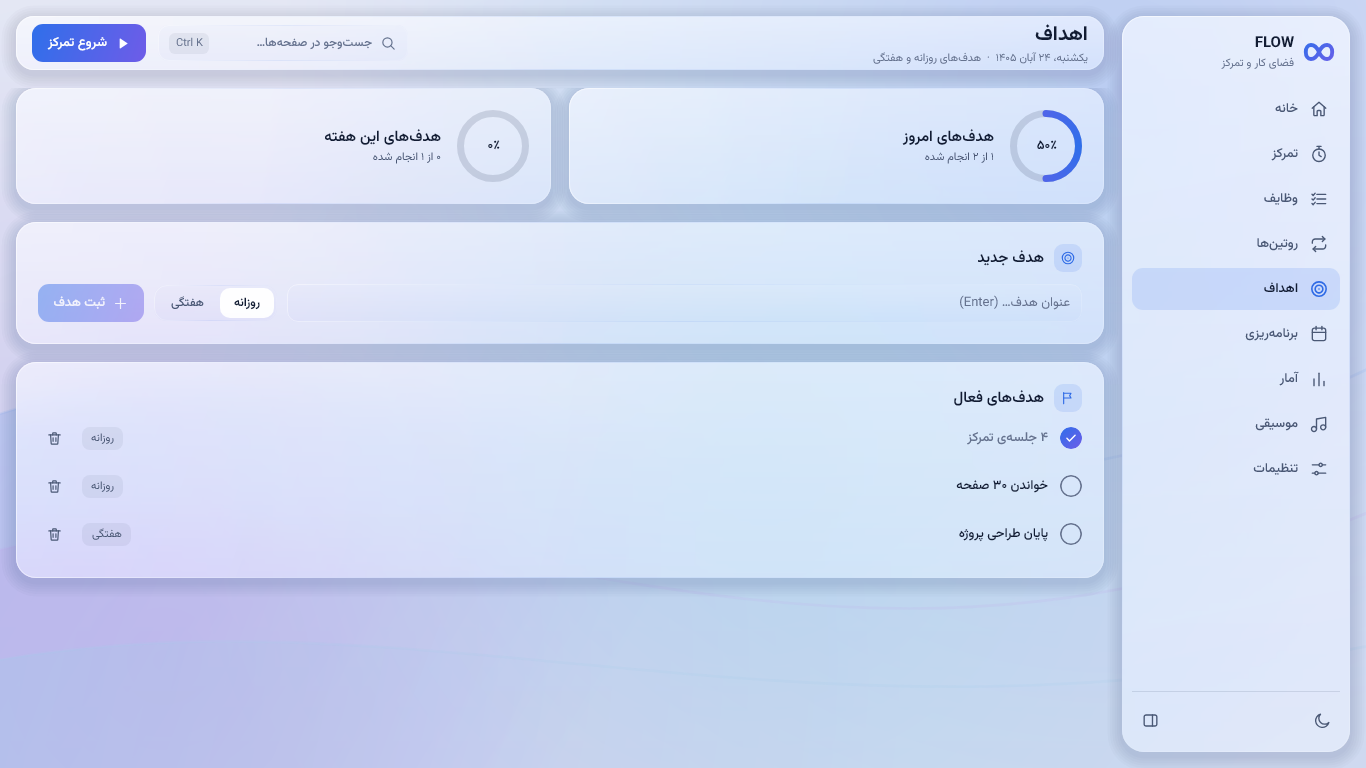 FLOW
فضای کار و تمرکز
خانه
تمرکز
وظایف
روتین‌ها
اهداف
برنامه‌ریزی
آمار
موسیقی
تنظیمات
اهداف
یکشنبه، ۲۴ آبان ۱۴۰۵ · هدف‌های روزانه و هفتگی
جست‌وجو در صفحه‌ها…
Ctrl K
شروع تمرکز
۵۰٪
هدف‌های امروز
۱ از ۲ انجام شده
۰٪
هدف‌های این هفته
۰ از ۱ انجام شده
هدف جدید
عنوان هدف… (Enter)
روزانه
هفتگی
ثبت هدف
هدف‌های فعال
۴ جلسه‌ی تمرکز
روزانه
خواندن ۳۰ صفحه
روزانه
پایان طراحی پروژه
هفتگی